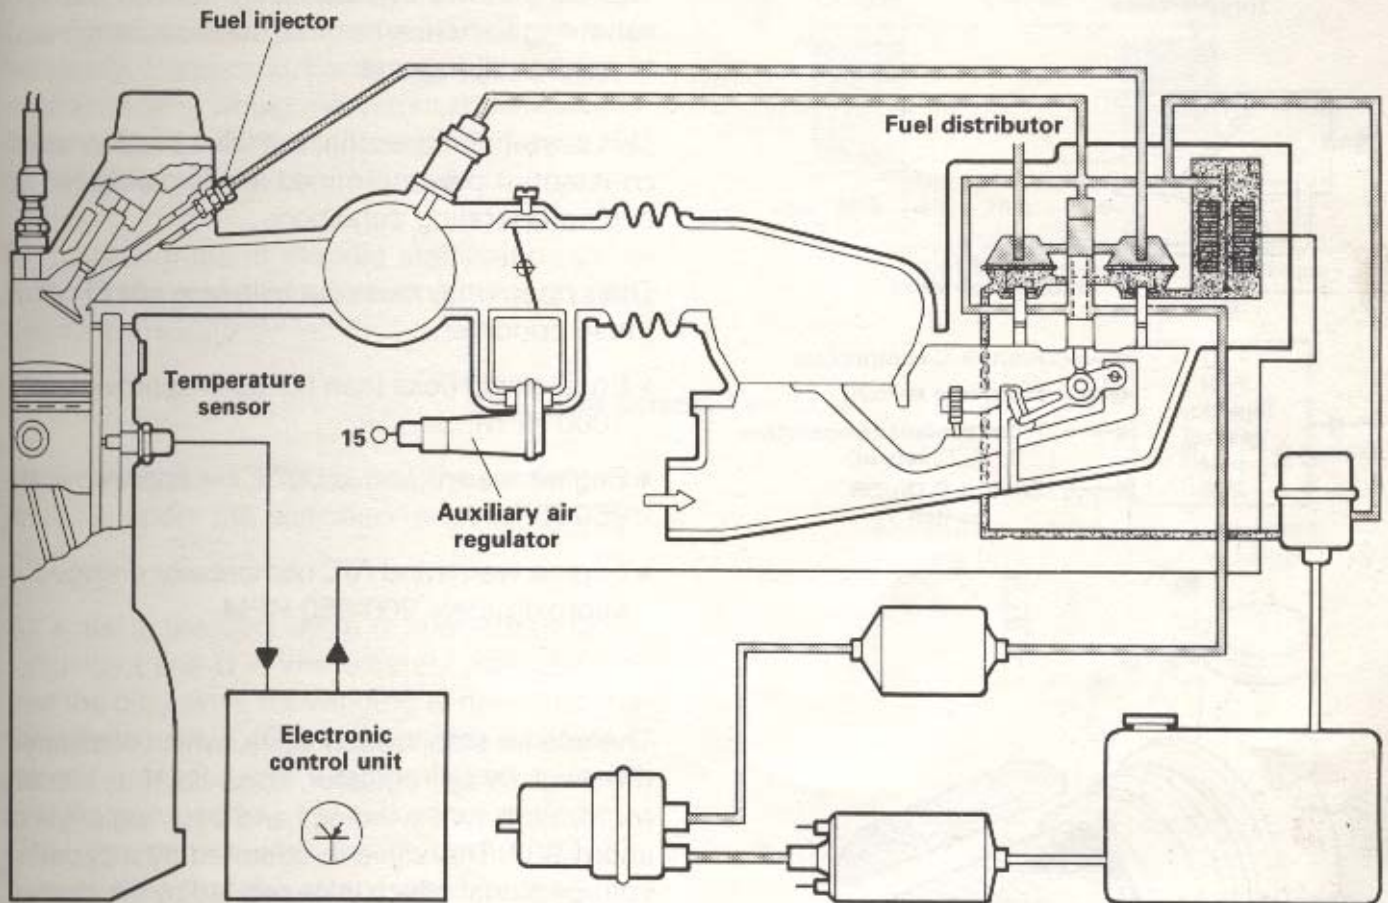 Fuel injector
Fuel distributor
Temperature
sensor
15
Auxiliary air
regulator
Electronic
control unit